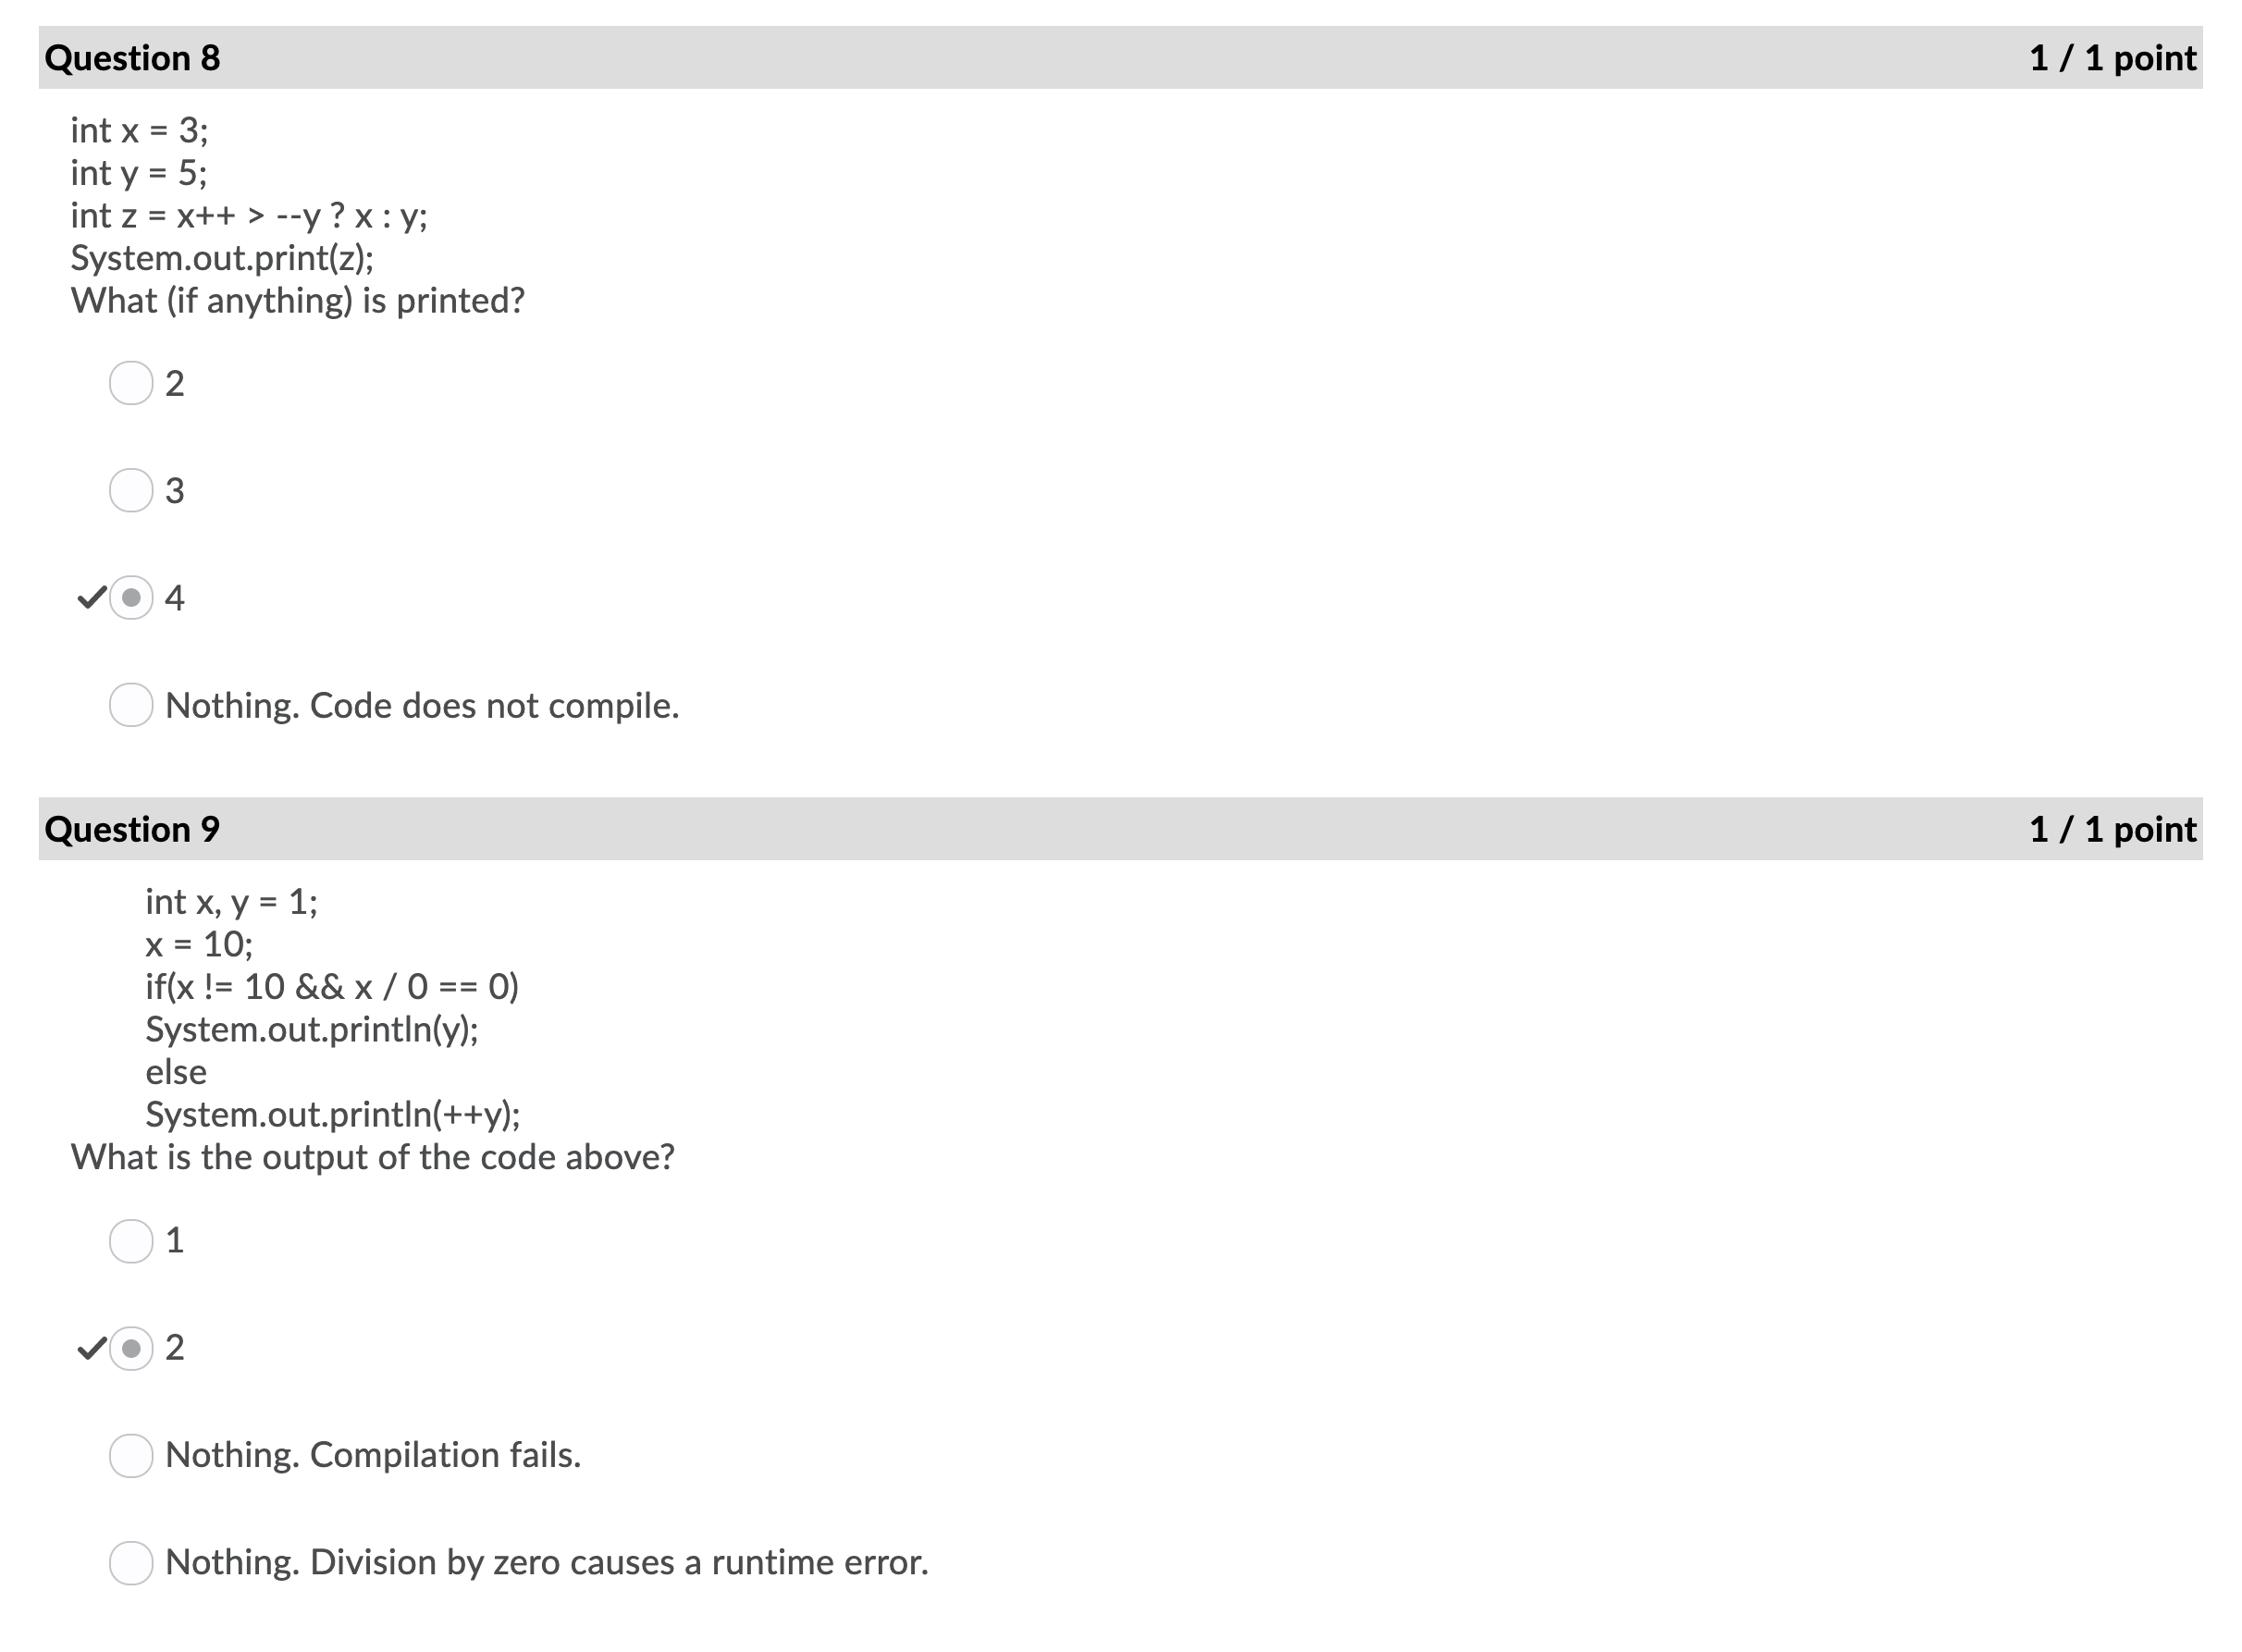 Question 8 1 / 1 point
int x = 3;
int y = 5;
int z = x++ > --y ? x : y;
System.out.print(z);
What (if anything) is printed?
2
3
4
Nothing. Code does not compile.
Question 9 1 / 1 point
int x, y = 1;
x = 10;
if(x != 10 && x / 0 == 0)
System.out.println(y);
else
System.out.println(++y);
What is the output of the code above?
1
2
Nothing. Compilation fails.
Nothing. Division by zero causes a runtime error.